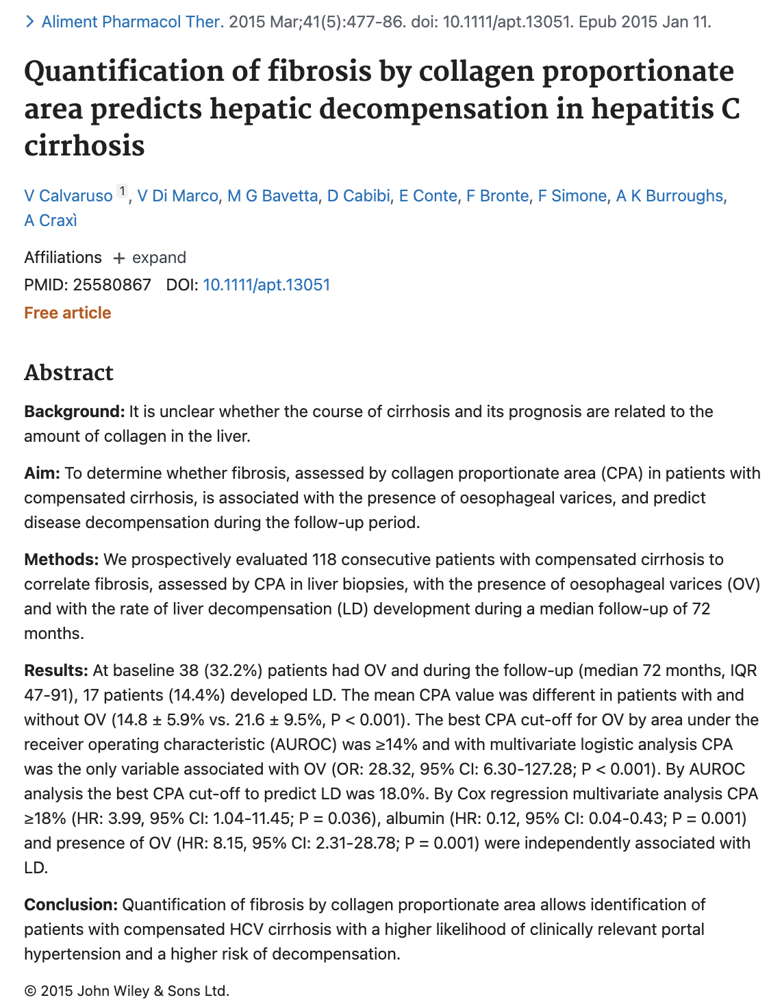 > Aliment Pharmacol Ther. 2015 Mar;41(5):477-86. doi: 10.1111/apt.13051. Epub 2015 Jan 11.
Quantification of fibrosis by collagen proportionate
area predicts hepatic decompensation in hepatitis C
cirrhosis
V Calvaruso 1, V Di Marco, M G Bavetta, D Cabibi, E Conte, F Bronte, F Simone, A K Burroughs,
A Craxì
Affiliations + expand
PMID: 25580867 DOI: 10.1111/apt.13051
Free article
Abstract
Background: It is unclear whether the course of cirrhosis and its prognosis are related to the
amount of collagen in the liver.
Aim: To determine whether fibrosis, assessed by collagen proportionate area (CPA) in patients with
compensated cirrhosis, is associated with the presence of oesophageal varices, and predict
disease decompensation during the follow-up period.
Methods: We prospectively evaluated 118 consecutive patients with compensated cirrhosis to
correlate fibrosis, assessed by CPA in liver biopsies, with the presence of oesophageal varices (OV)
and with the rate of liver decompensation (LD) development during a median follow-up of 72
months.
Results: At baseline 38 (32.2%) patients had OV and during the follow-up (median 72 months, IQR
47-91), 17 patients (14.4%) developed LD. The mean CPA value was different in patients with and
without OV (14.8 ± 5.9% vs. 21.6 ± 9.5%, P < 0.001). The best CPA cut-off for OV by area under the
receiver operating characteristic (AUROC) was ≥14% and with multivariate logistic analysis CPA
was the only variable associated with OV (OR: 28.32, 95% CI: 6.30-127.28; P < 0.001). By AUROC
analysis the best CPA cut-off to predict LD was 18.0%. By Cox regression multivariate analysis CPA
≥18% (HR: 3.99, 95% CI: 1.04-11.45; P = 0.036), albumin (HR: 0.12, 95% CI: 0.04-0.43; P = 0.001)
and presence of OV (HR: 8.15, 95% CI: 2.31-28.78; P = 0.001) were independently associated with
LD.
Conclusion: Quantification of fibrosis by collagen proportionate area allows identification of
patients with compensated HCV cirrhosis with a higher likelihood of clinically relevant portal
hypertension and a higher risk of decompensation.
© 2015 John Wiley & Sons Ltd.